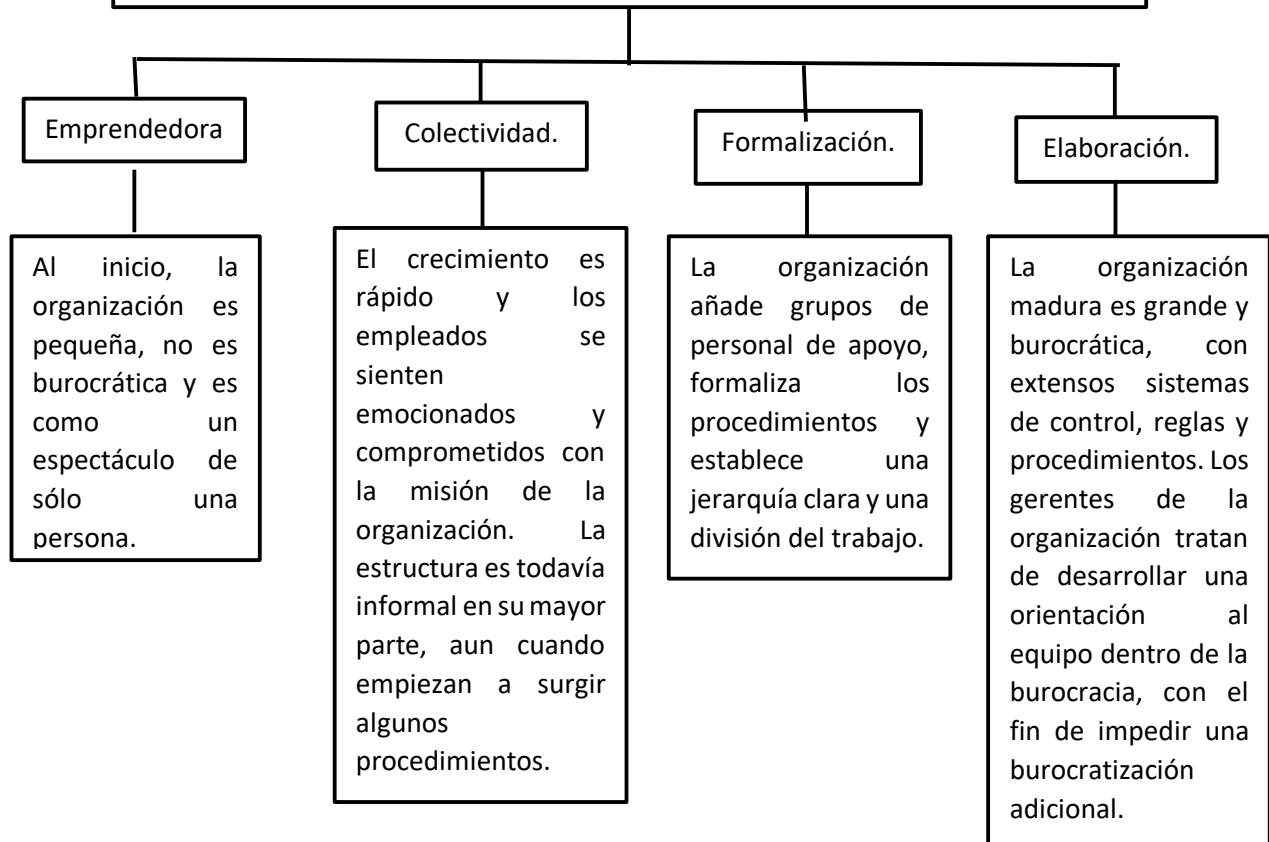 Emprendedora
Colectividad.
Formalización.
Elaboración.
Al inicio, la
organización es
pequeña, no es
burocrática y es
como un
espectáculo de
sólo una
persona.
El crecimiento es
rápido y los
empleados se
sienten
emocionados y
comprometidos con
la misión de la
organización. La
estructura es todavía
informal en su mayor
parte, aun cuando
empiezan a surgir
algunos
procedimientos.
La organización
añade grupos de
personal de apoyo,
formaliza los
procedimientos y
establece una
jerarquía clara y una
división del trabajo.
La organización
madura es grande y
burocrática, con
extensos sistemas
de control, reglas y
procedimientos. Los
gerentes de la
organización tratan
de desarrollar una
orientación al
equipo dentro de la
burocracia, con el
fin de impedir una
burocratización
adicional.